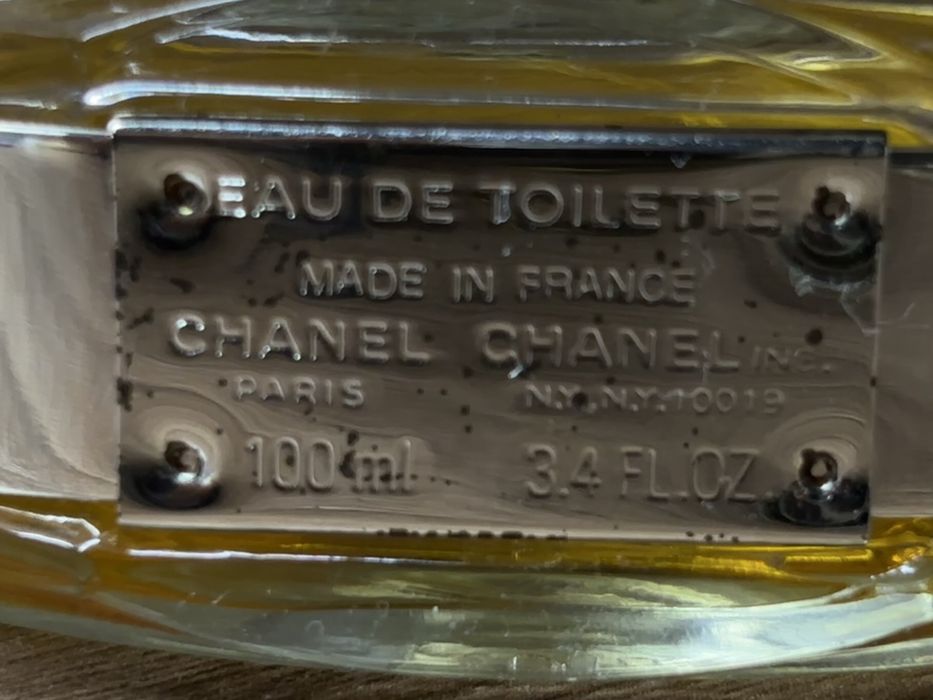 EAU DE TOILETTE
MADE IN FRANCE
CHANEL CHANEL INC.
PARIS N.Y., N.Y. 10019
100 ml 3.4 FL.OZ.